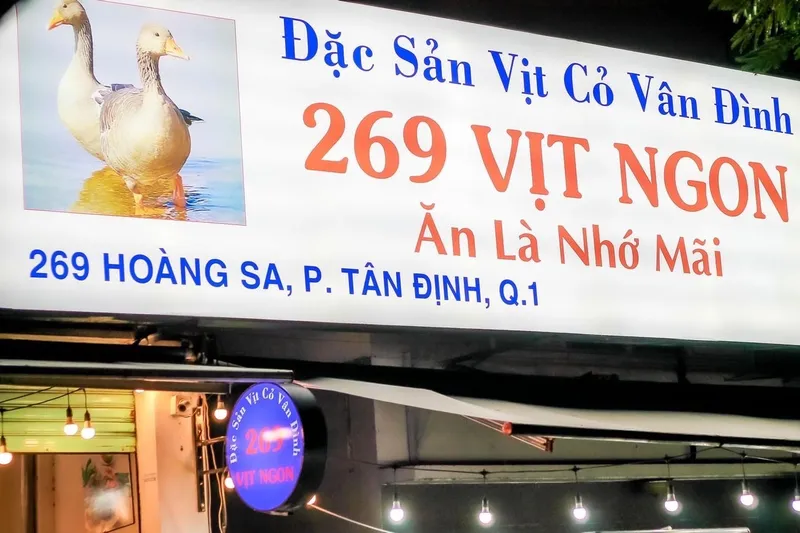 Đặc Sản Vịt Cỏ Vân Đình
269 VỊT NGON
Ăn Là Nhớ Mãi
269 HOÀNG SA, P. TÂN ĐỊNH, Q.1
Đặc Sản Vịt Cỏ Vân Đình
269
VỊT NGON